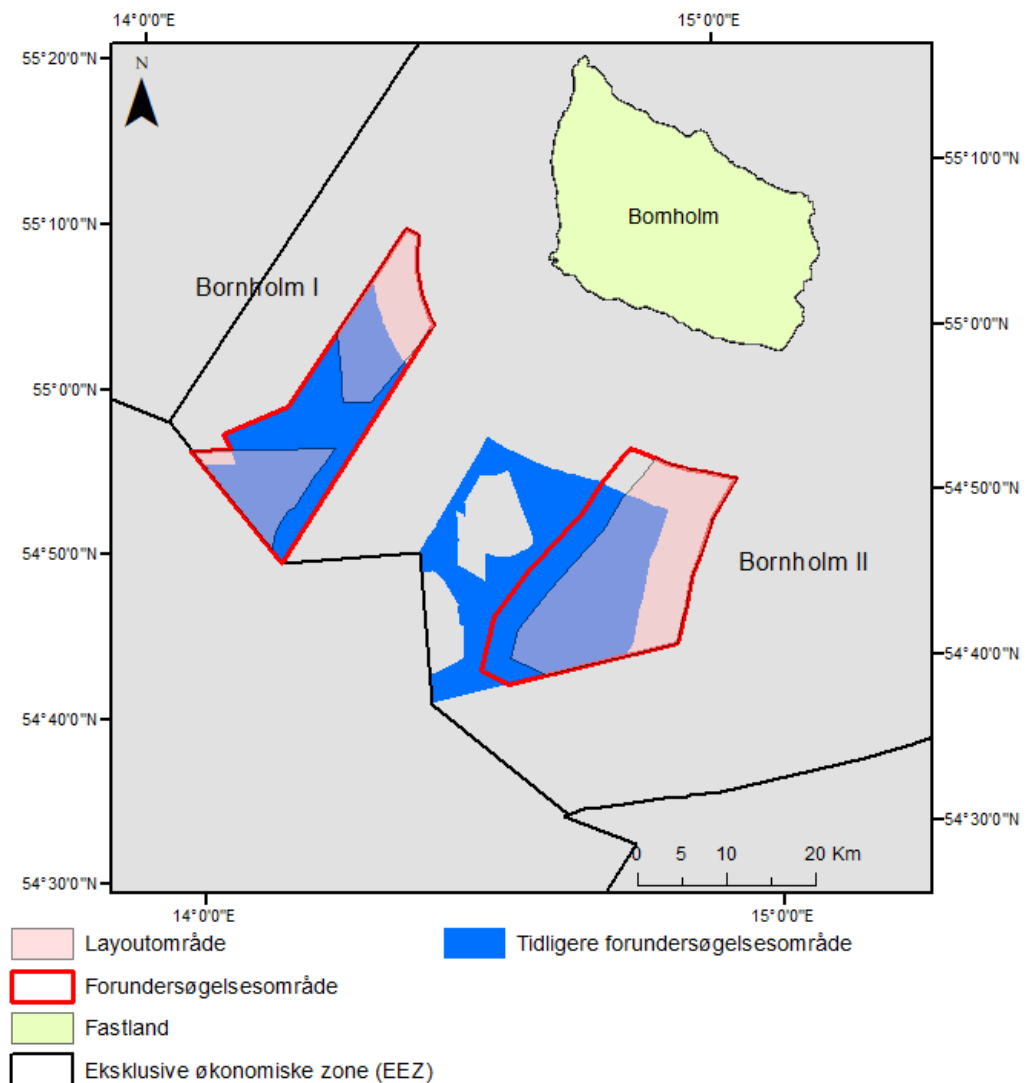 14°0'0"E 15°0'0"E
55°20'0"N
N
55°10'0"N
Bornholm
55°10'0"N
Bornholm I
55°0'0"N
55°0'0"N
54°50'0"N
54°50'0"N
Bornholm II
54°40'0"N
54°40'0"N
54°30'0"N
0 5 10 20 Km
54°30'0"N
14°0'0"E 15°0'0"E
Layoutområde
Tidligere forundersøgelsesområde
Forundersøgelsesområde
Fastland
Eksklusive økonomiske zone (EEZ)